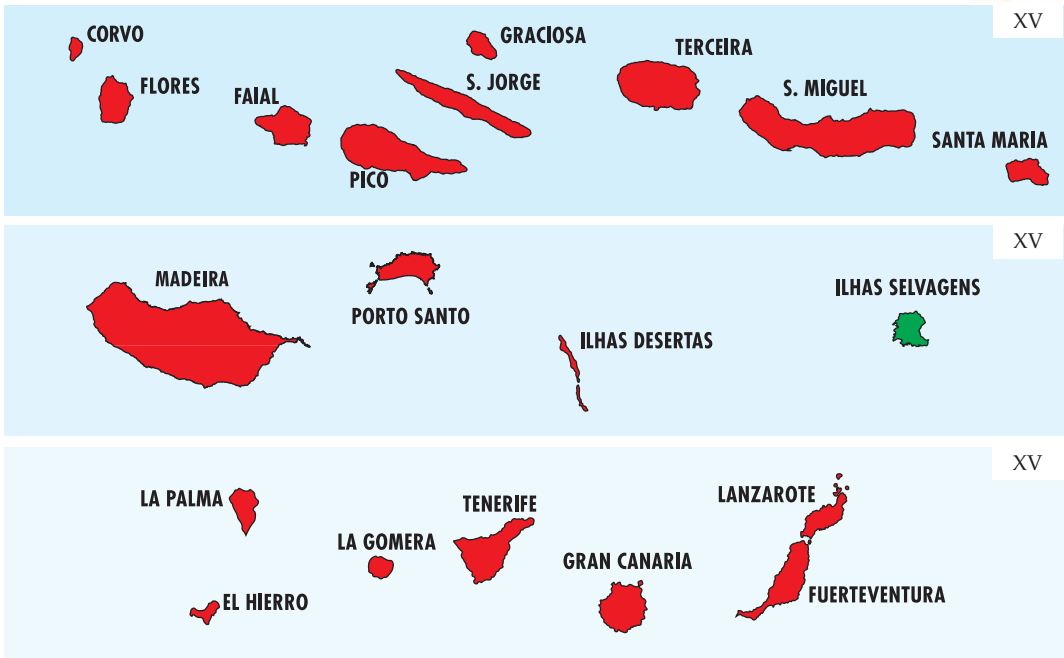 XV
CORVO
GRACIOSA
TERCEIRA
FLORES
S. JORGE
S. MIGUEL
FAIAL
SANTA MARIA
PICO
XV
MADEIRA
ILHAS SELVAGENS
PORTO SANTO
ILHAS DESERTAS
XV
LA PALMA
TENERIFE
LANZAROTE
LA GOMERA
GRAN CANARIA
EL HIERRO
FUERTEVENTURA